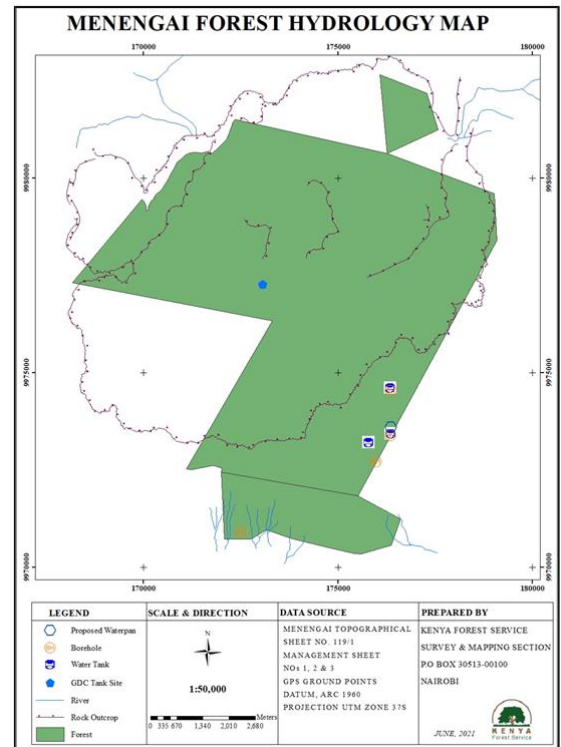 MENENGAI FOREST HYDROLOGY MAP
170000 175000 180000
9980000 9980000
9975000 9975000
9970000 9970000
170000 175000 180000
LEGEND
Proposed Waterpan
Borehole
Water Tank
GDC Tank Site
River
Rock Outcrop
Forest
SCALE & DIRECTION
N
1:50,000
0 335 670 1,340 2,010 2,680 Meters
DATA SOURCE
MENENGAI TOPOGRAPHICAL
SHEET NO. 119/1
MANAGEMENT SHEET
NOs 1, 2 & 3
GPS GROUND POINTS
DATUM, ARC 1960
PROJECTION UTM ZONE 37S
PREPARED BY
KENYA FOREST SERVICE
SURVEY & MAPPING SECTION
P.O BOX 30513-00100
NAIROBI
JUNE, 2021
KENYA
Forest Service